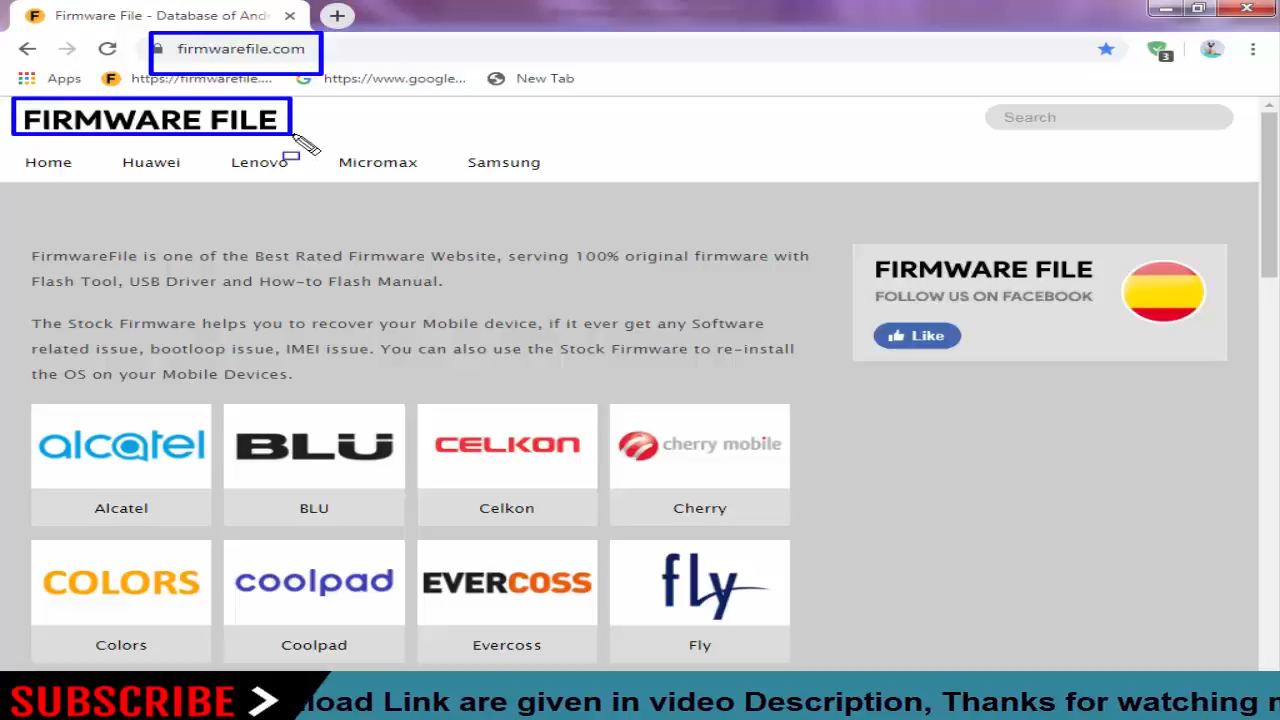 Firmware File - Database of And
firmwarefile.com
3
Apps https://firmwarefile.... https://www.google... New Tab
FIRMWARE FILE
Search
Home Huawei Lenovo Micromax Samsung
FirmwareFile is one of the Best Rated Firmware Website, serving 100% original firmware with
Flash Tool, USB Driver and How-to Flash Manual.
The Stock Firmware helps you to recover your Mobile device, if it ever get any Software
related issue, bootloop issue, IMEI issue. You can also use the Stock Firmware to re-install
the OS on your Mobile Devices.
FIRMWARE FILE
FOLLOW US ON FACEBOOK
Like
alcatel BLU CELKON cherry mobile
Alcatel BLU Celkon Cherry
COLORS coolpad EVERCOSS fly
Colors Coolpad Evercoss Fly
SUBSCRIBE load Link are given in video Description, Thanks for watching